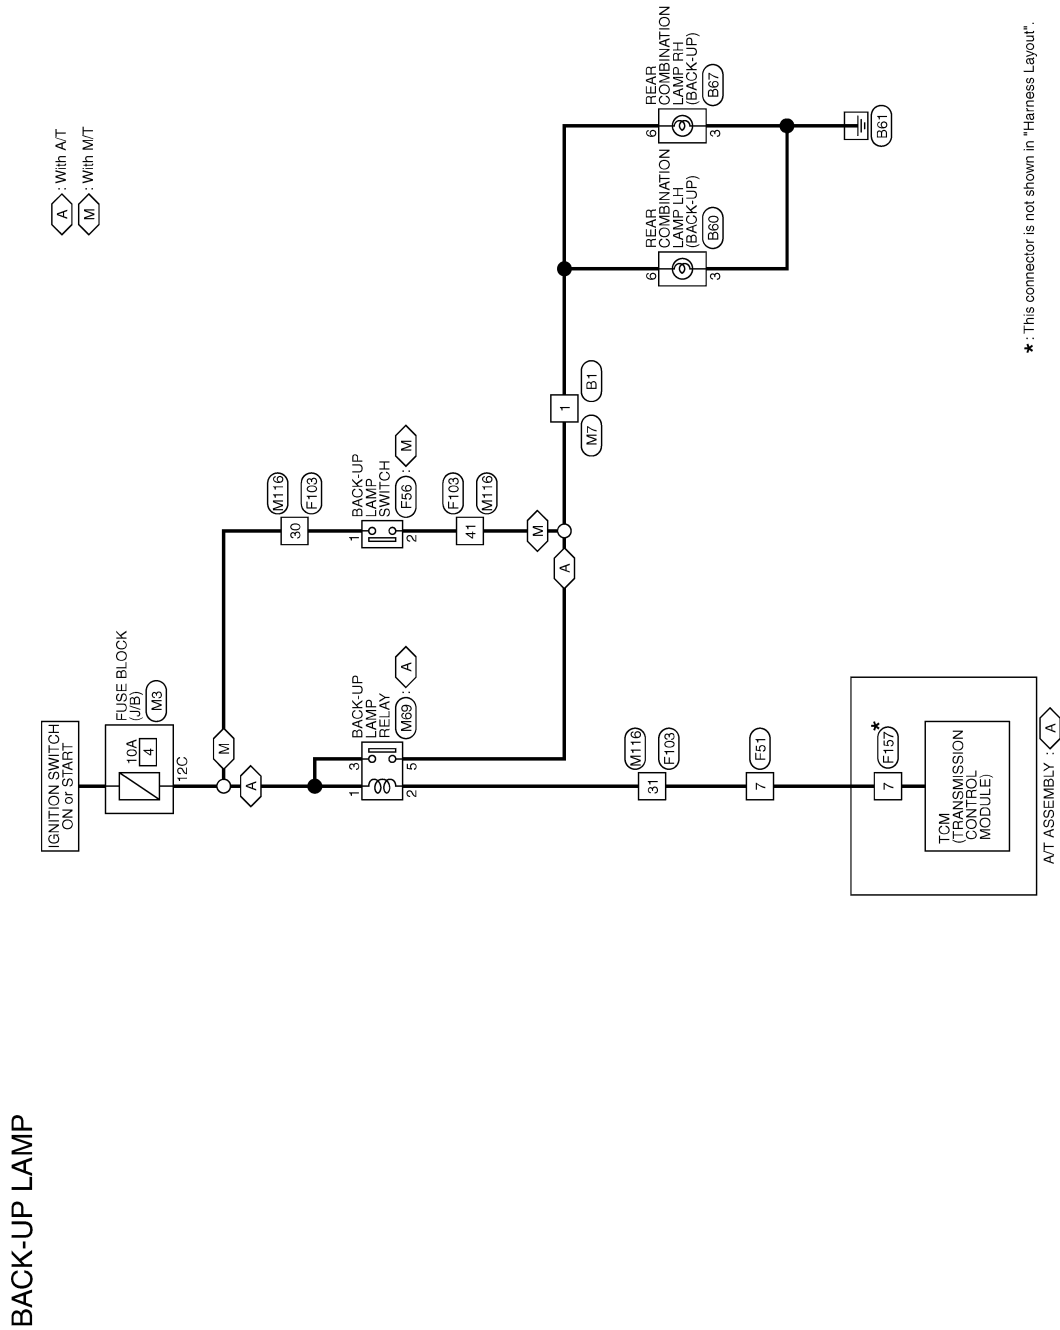 BACK-UP LAMP
IGNITION SWITCH
ON or START
FUSE BLOCK
(J/B)
M3
10A
4
12C
M
A
A : With A/T
M : With M/T
BACK-UP
LAMP
RELAY
M69 : A
1
3
2
5
M116
F103
30
BACK-UP
LAMP
SWITCH
F56 : M
1
2
F103
M116
41
M
A
1
M7
B1
REAR
COMBINATION
LAMP LH
(BACK-UP)
B60
6
3
REAR
COMBINATION
LAMP RH
(BACK-UP)
B67
6
3
B61
M116
F103
31
F51
7
*
F157
7
TCM
(TRANSMISSION
CONTROL
MODULE)
A/T ASSEMBLY : A
* : This connector is not shown in "Harness Layout".